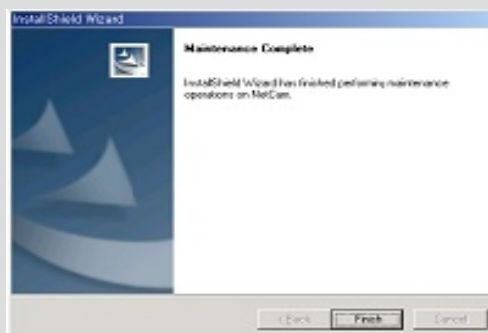 InstallShield Wizard
Maintenance Complete
InstallShield Wizard has finished performing maintenance
operations on NetCam.
< Back Finish Cancel